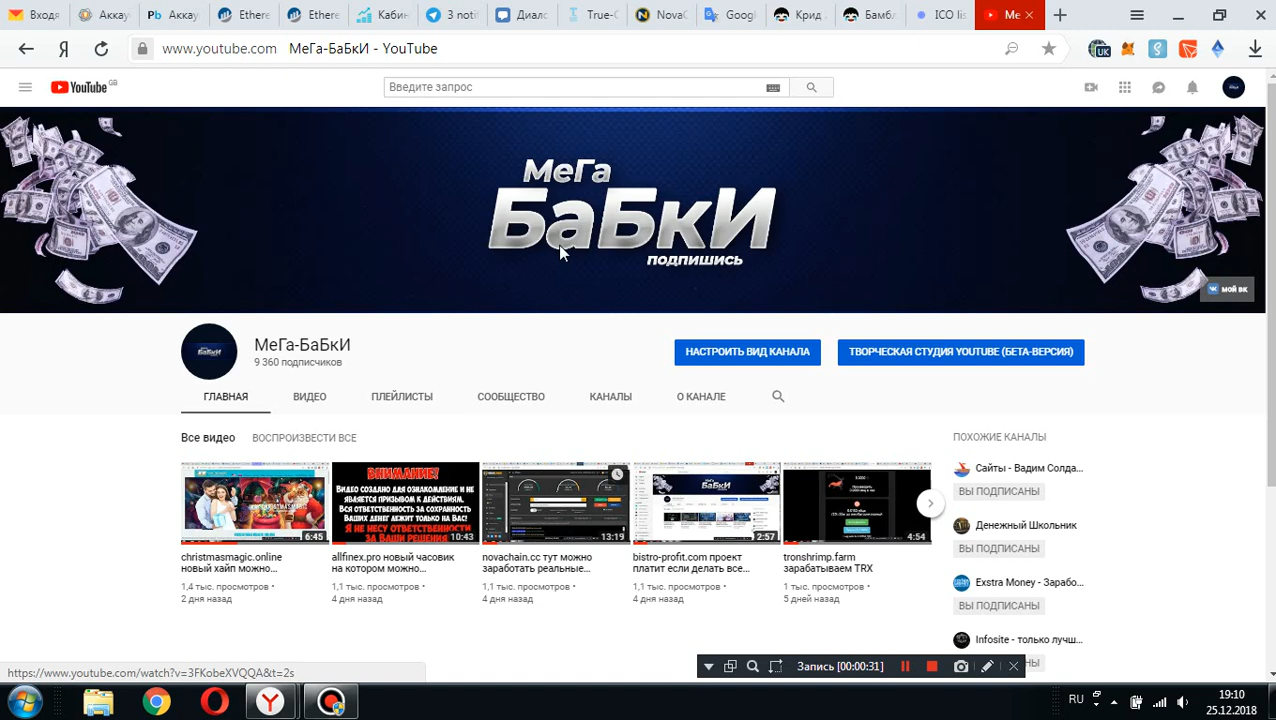 Входя
Аккау
Pb Аккау
Ethere
Ethere
Кабин
3 noti
Диало
True-C
NovaC
Googl
Крид
Бамбл
ICO lis
Me
www.youtube.com МеГа-БаБкИ - YouTube
UK
YouTube GB
Введите запрос
МеГа
БаБкИ
подпишись
МОЙ ВК
МеГа-БаБкИ
9 360 подписчиков
НАСТРОИТЬ ВИД КАНАЛА
ТВОРЧЕСКАЯ СТУДИЯ YOUTUBE (БЕТА-ВЕРСИЯ)
ГЛАВНАЯ ВИДЕО ПЛЕЙЛИСТЫ СООБЩЕСТВО КАНАЛЫ О КАНАЛЕ
Все видео ВОСПРОИЗВЕСТИ ВСЕ
ВНИМАНИЕ!
6:45
10:43
13:19
2:57
4:54
christmasmagic.online
новый хайп можно...
1,4 тыс. просмотров •
2 дня назад
allfinex.pro новый часовик
на котором можно...
1,1 тыс. просмотров •
4 дня назад
novachain.cc тут можно
заработать реальные...
1,1 тыс. просмотров •
4 дня назад
bistro-profit.com проект
платит если делать все...
1,1 тыс. просмотров •
4 дня назад
tronshrimp.farm
зарабатываем TRX
1 тыс. просмотров •
5 дней назад
ПОХОЖИЕ КАНАЛЫ
Сайты - Вадим Солда...
ВЫ ПОДПИСАНЫ
Денежный Школьник
ВЫ ПОДПИСАНЫ
Exstra Money - Зарабо...
ВЫ ПОДПИСАНЫ
Infosite - только лучш...
https://www.youtube.com/watch?v=3FKobeXVQQA&t=2s
Запись [00:00:31]
RU
19:10
25.12.2018